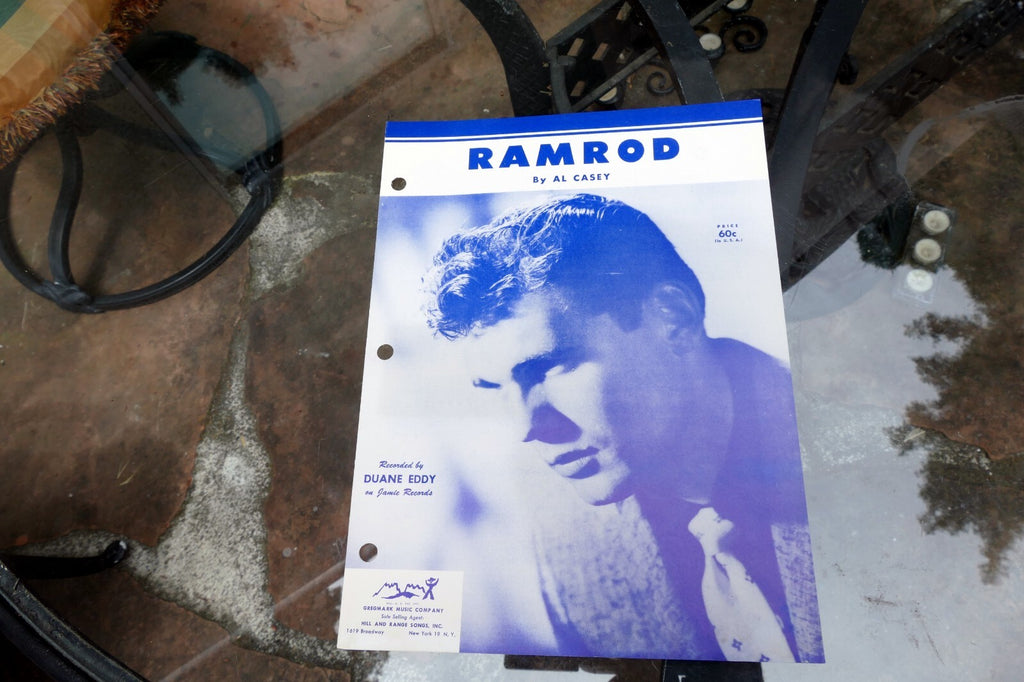 RAMROD
By AL CASEY
PRICE
60c
(in U.S.A.)
Recorded by
DUANE EDDY
on Jamie Records
GREGMARK MUSIC COMPANY
Sole Selling Agent:
HILL AND RANGE SONGS, INC.
1619 Broadway New York 19 N.Y.